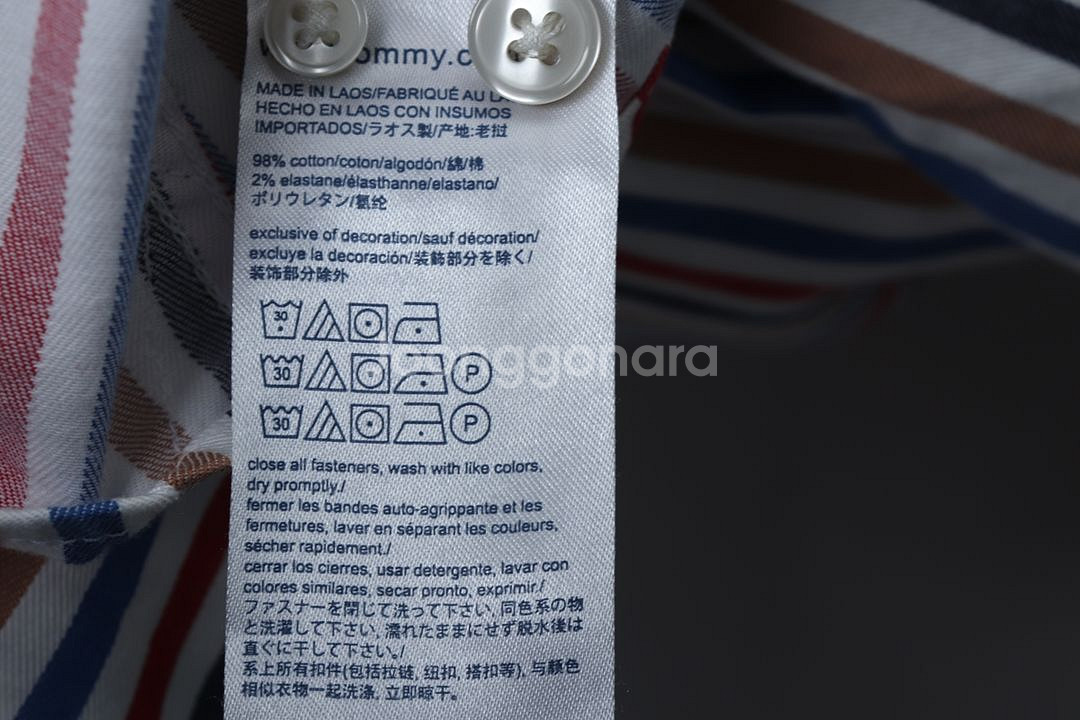 ommy.c
MADE IN LAOS/FABRIQUÉ AU LA
HECHO EN LAOS CON INSUMOS
IMPORTADOS/ラオス製/产地:老挝
98% cotton/coton/algodón/綿/棉
2% elastane/élasthanne/elastano/
ポリウレタン/氨纶
exclusive of decoration/sauf décoration/
excluye la decoración/装飾部分を除く/
装饰部分除外
30
30 P
30 P
nggonara
close all fasteners, wash with like colors,
dry promptly./
fermer les bandes auto-agrippante et les
fermetures, laver en séparant les couleurs,
sécher rapidement./
cerrar los cierres, usar detergente, lavar con
colores similares, secar pronto, exprimir./
ファスナーを閉じて洗って下さい, 同色系の物
と洗濯して下さい, 濡れたままにせず脱水後は
直ぐに干して下さい./
系上所有扣件(包括拉链, 纽扣, 搭扣等), 与颜色
相似衣物一起洗涤, 立即晾干。